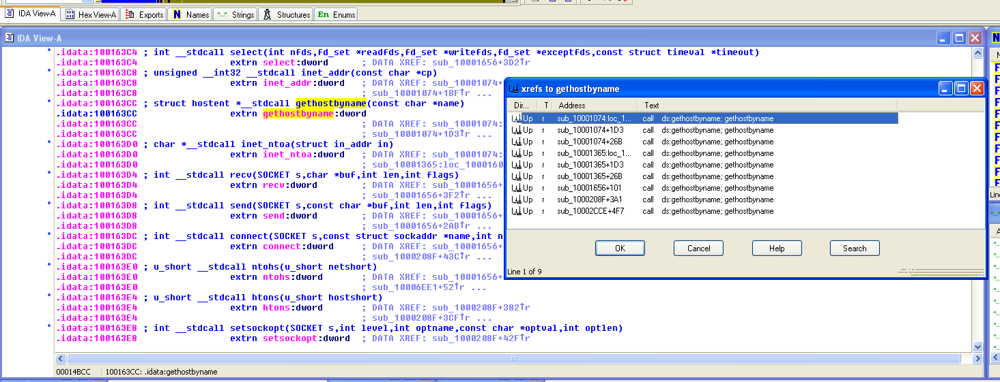 IDA View-A Hex View-A Exports N Names "..." Strings Structures En Enums
IDA View-A
.idata:100163C4 ; int __stdcall select(int nfds,fd_set *readfds,fd_set *writefds,fd_set *exceptfds,const struct timeval *timeout)
.idata:100163C4 extrn select:dword ; DATA XREF: sub_10001656+3D2↑r
.idata:100163C8 ; unsigned __int32 __stdcall inet_addr(const char *cp)
.idata:100163C8 extrn inet_addr:dword ; DATA XREF: sub_10001074+
.idata:100163C8 ; sub_10001074+1BF↑r ...
.idata:100163CC ; struct hostent *__stdcall gethostbyname(const char *name)
.idata:100163CC extrn gethostbyname:dword
.idata:100163CC ; DATA XREF: sub_10001074:
.idata:100163CC ; sub_10001074+1D3↑r ...
.idata:100163D0 ; char *__stdcall inet_ntoa(struct in_addr in)
.idata:100163D0 extrn inet_ntoa:dword ; DATA XREF: sub_10001074:
.idata:100163D0 ; sub_10001365:loc_1000160
.idata:100163D4 ; int __stdcall recv(SOCKET s,char *buf,int len,int flags)
.idata:100163D4 extrn recv:dword ; DATA XREF: sub_10001656+
.idata:100163D4 ; sub_10001656+3F2↑r ...
.idata:100163D8 ; int __stdcall send(SOCKET s,const char *buf,int len,int flags)
.idata:100163D8 extrn send:dword ; DATA XREF: sub_10001656+
.idata:100163D8 ; sub_10001656+2AB↑r ...
.idata:100163DC ; int __stdcall connect(SOCKET s,const struct sockaddr *name,int n
.idata:100163DC extrn connect:dword ; DATA XREF: sub_10001656+
.idata:100163DC ; sub_1000208F+43C↑r ...
.idata:100163E0 ; u_short __stdcall ntohs(u_short netshort)
.idata:100163E0 extrn ntohs:dword ; DATA XREF: sub_10001656+
.idata:100163E0 ; sub_10006EE1+52↑r ...
.idata:100163E4 ; u_short __stdcall htons(u_short hostshort)
.idata:100163E4 extrn htons:dword ; DATA XREF: sub_1000208F+382↑r
.idata:100163E4 ; sub_1000208F+3CF↑r ...
.idata:100163E8 ; int __stdcall setsockopt(SOCKET s,int level,int optname,const char *optval,int optlen)
.idata:100163E8 extrn setsockopt:dword ; DATA XREF: sub_1000208F+42F↑r
00014BCC 100163CC: .idata:gethostbyname
xrefs to gethostbyname
Dir... T Address Text
Up r sub_10001074:loc_1... call ds:gethostbyname; gethostbyname
Up r sub_10001074+1D3 call ds:gethostbyname; gethostbyname
Up r sub_10001074+26B call ds:gethostbyname; gethostbyname
Up r sub_10001365:loc_1... call ds:gethostbyname; gethostbyname
Up r sub_10001365+1D3 call ds:gethostbyname; gethostbyname
Up r sub_10001365+26B call ds:gethostbyname; gethostbyname
Up r sub_10001656+101 call ds:gethostbyname; gethostbyname
Up r sub_1000208F+3A1 call ds:gethostbyname; gethostbyname
Up r sub_10002CCE+4F7 call ds:gethostbyname; gethostbyname
OK Cancel Help Search
Line 1 of 9